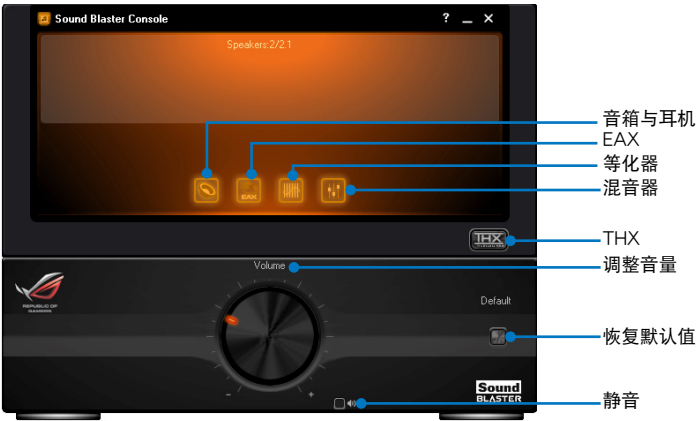 Sound Blaster Console
? _ ×
Speakers:2/2.1
EAX
音箱与耳机
EAX
等化器
混音器
THX
THX
调整音量
Volume
REPUBLIC OF
GAMERS
Default
恢复默认值
- +
静音
Sound
BLASTER